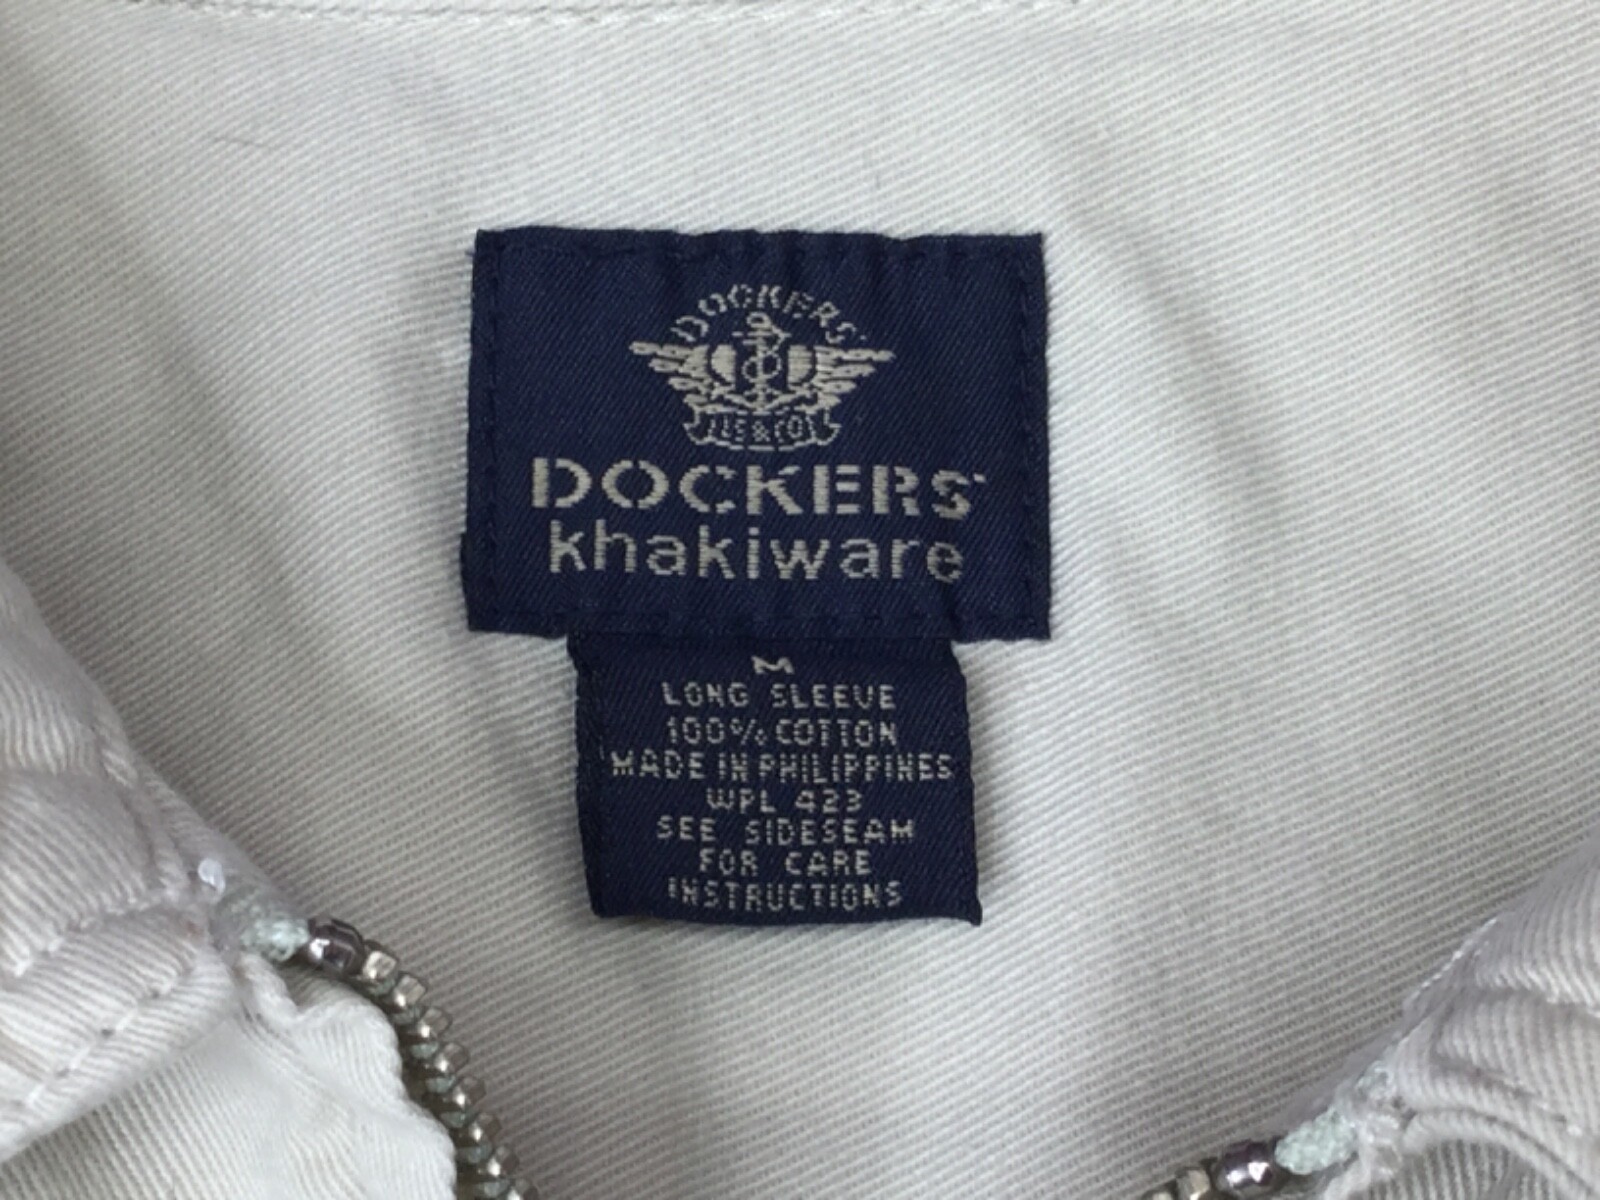 DOCKERS
LS&CO
DOCKERS
khakiware
M
LONG SLEEVE
100% COTTON
MADE IN PHILIPPINES
WPL 423
SEE SIDESEAM
FOR CARE
INSTRUCTIONS